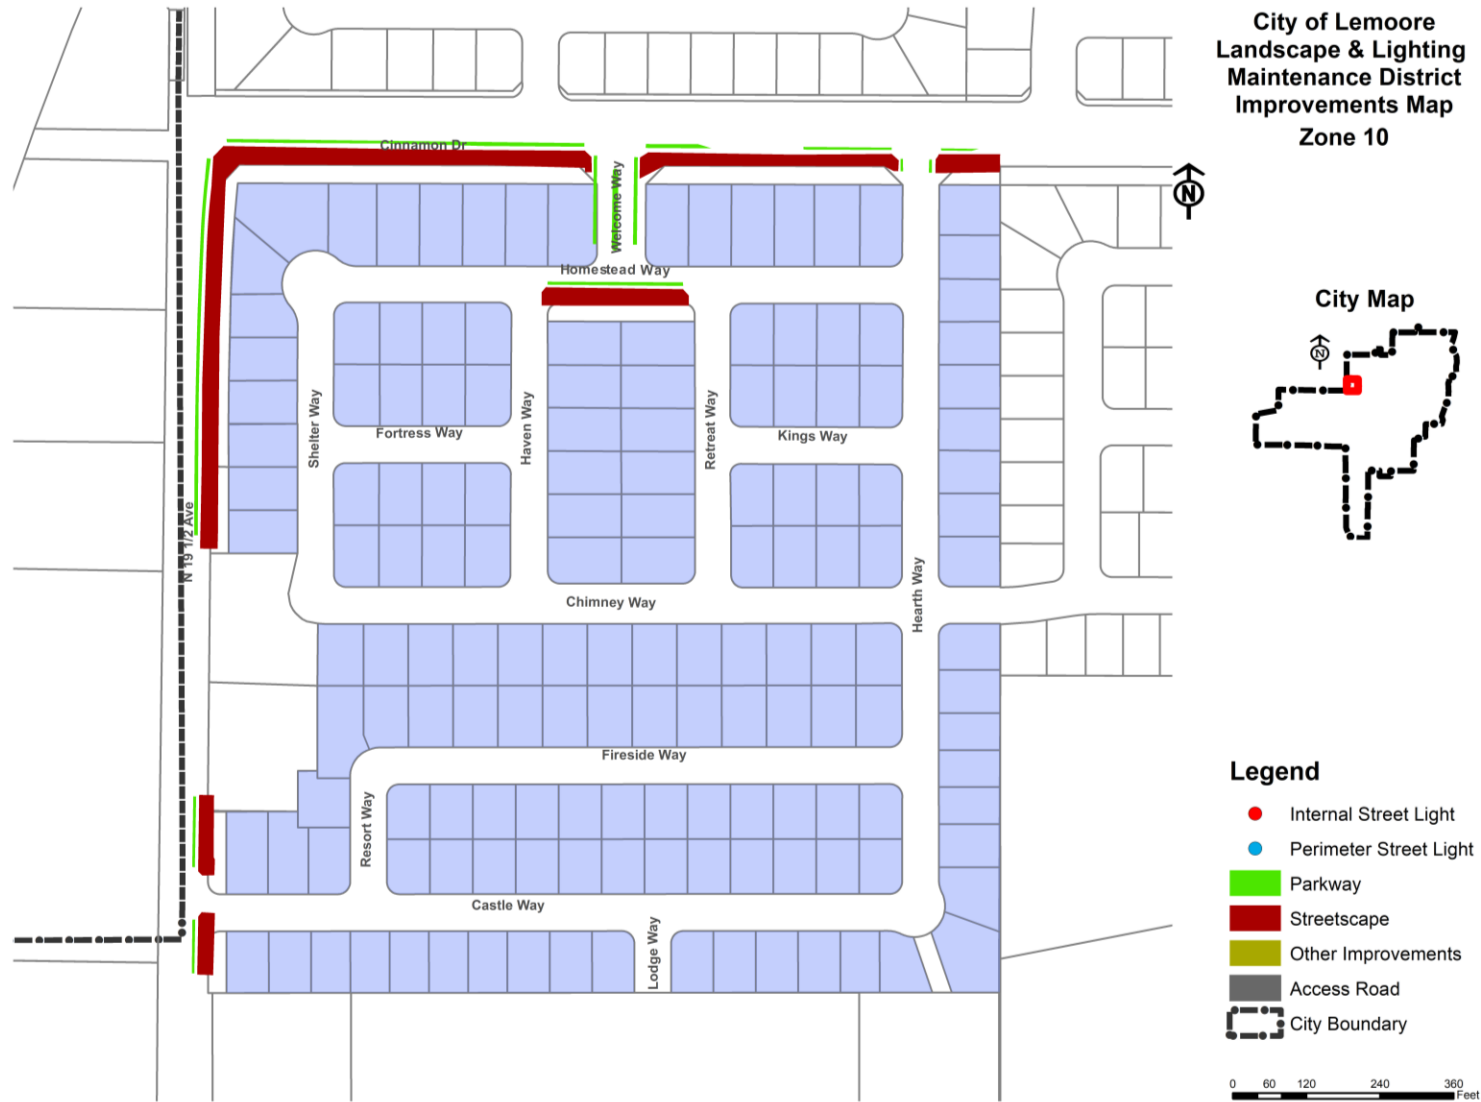 City of Lemoore
Landscape & Lighting
Maintenance District
Improvements Map
Zone 10
Cinnamon Dr
Welcome Way
N
Homestead Way
City Map
N
Shelter Way
Haven Way
Retreat Way
Fortress Way
Kings Way
N 19 1/2 Ave
Hearth Way
Chimney Way
Fireside Way
Resort Way
Castle Way
Lodge Way
Legend
Internal Street Light
Perimeter Street Light
Parkway
Streetscape
Other Improvements
Access Road
City Boundary
0 60 120 240 360
Feet